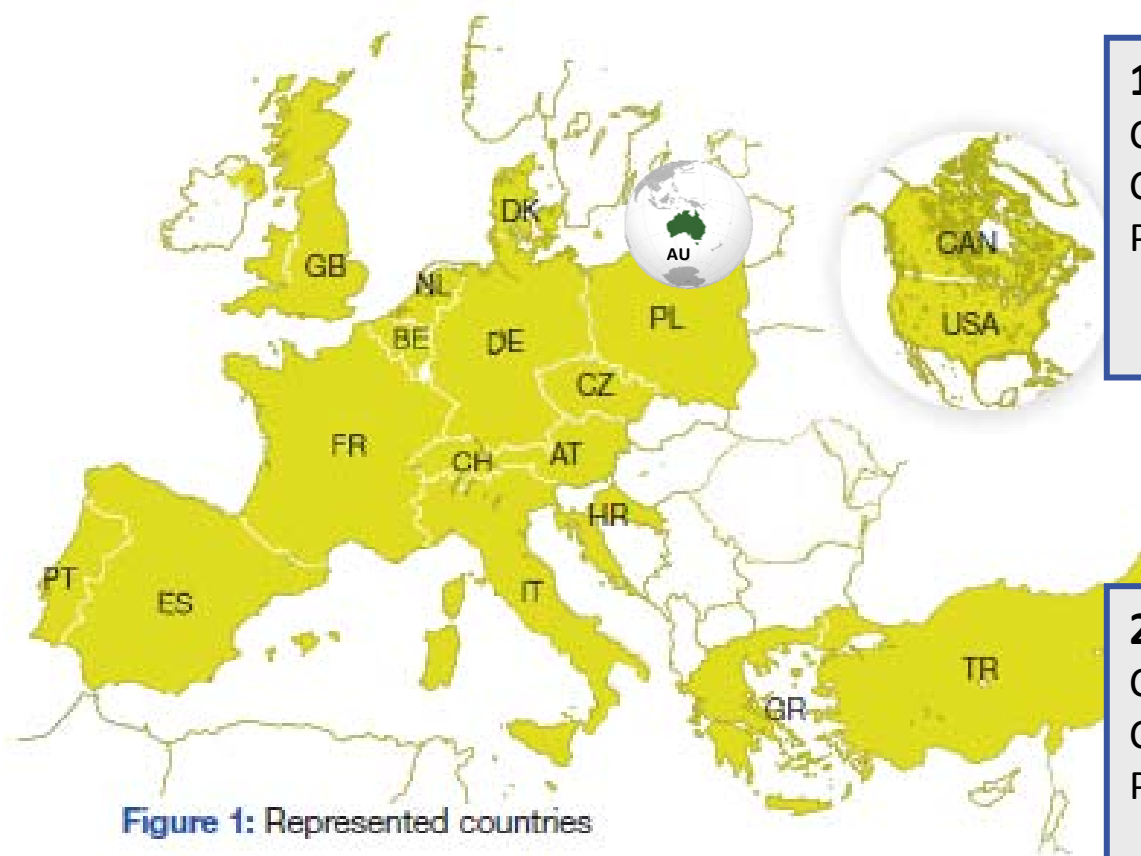 DK
AU
GB
NL
CAN
BE
DE
PL
USA
CZ
FR
CH
AT
HR
PT
ES
IT
TR
GR
Figure 1: Represented countries